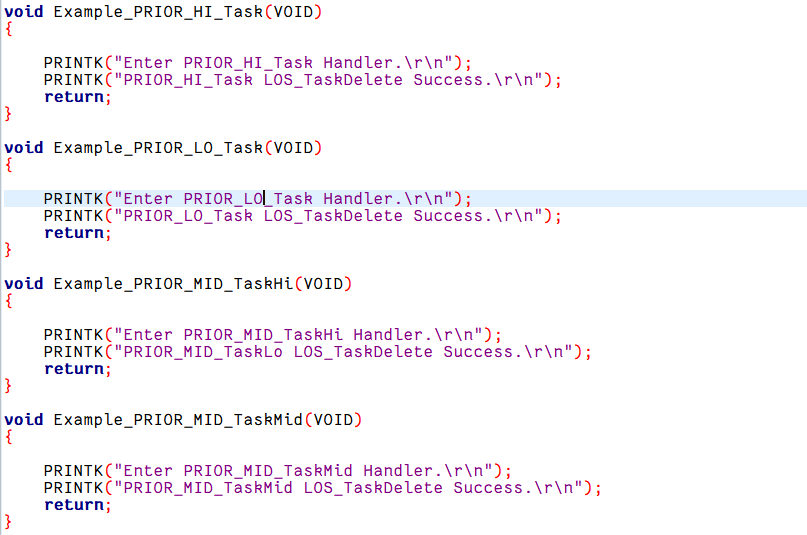 void Example_PRIOR_HI_Task(VOID)
{
PRINTK("Enter PRIOR_HI_Task Handler.\r\n");
PRINTK("PRIOR_HI_Task LOS_TaskDelete Success.\r\n");
return;
}
void Example_PRIOR_LO_Task(VOID)
{
PRINTK("Enter PRIOR_LO_Task Handler.\r\n");
PRINTK("PRIOR_LO_Task LOS_TaskDelete Success.\r\n");
return;
}
void Example_PRIOR_MID_TaskHi(VOID)
{
PRINTK("Enter PRIOR_MID_TaskHi Handler.\r\n");
PRINTK("PRIOR_MID_TaskLo LOS_TaskDelete Success.\r\n");
return;
}
void Example_PRIOR_MID_TaskMid(VOID)
{
PRINTK("Enter PRIOR_MID_TaskMid Handler.\r\n");
PRINTK("PRIOR_MID_TaskMid LOS_TaskDelete Success.\r\n");
return;
}